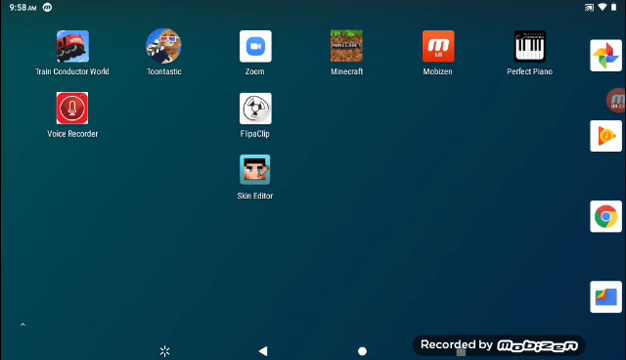 9:58 AM
Train Conductor World
Toontastic
Zoom
Minecraft
Mobizen
Perfect Piano
Voice Recorder
FlipaClip
Skin Editor
Recorded by Mobizen